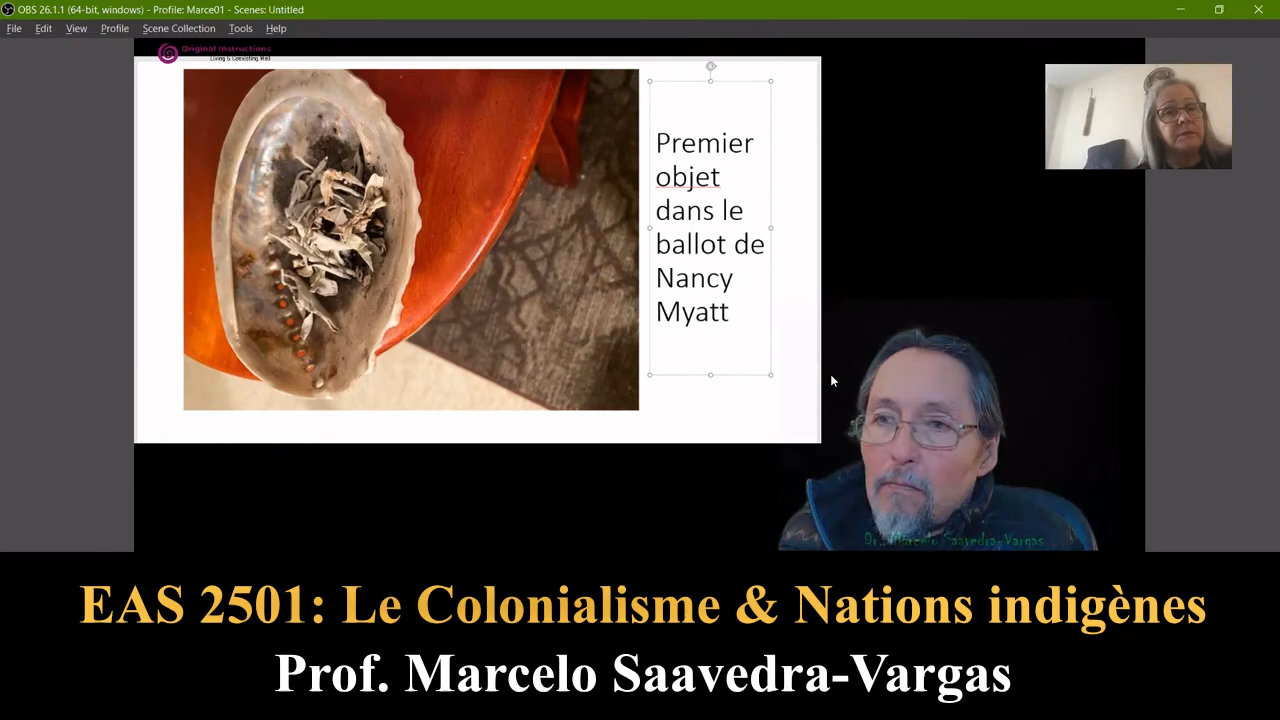 OBS 26.1.1 (64-bit, windows) - Profile: Marce01 - Scenes: Untitled
File Edit View Profile Scene Collection Tools Help
Original Instructions
Living & Coexisting Well
Premier
objet
dans le
ballot de
Nancy
Myatt
Dr. Marcelo Saavedra-Vargas
EAS 2501: Le Colonialisme & Nations indigènes
Prof. Marcelo Saavedra-Vargas